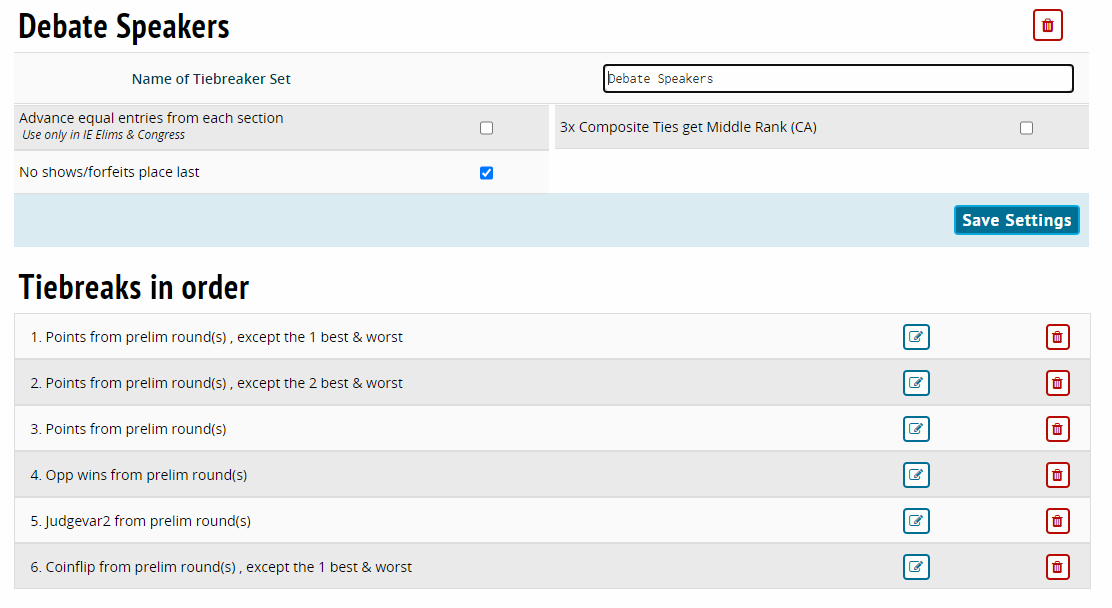 Debate Speakers
Name of Tiebreaker Set
Debate Speakers
Advance equal entries from each section
Use only in IE Elims & Congress
3x Composite Ties get Middle Rank (CA)
No shows/forfeits place last
Save Settings
Tiebreaks in order
1. Points from prelim round(s) , except the 1 best & worst
2. Points from prelim round(s) , except the 2 best & worst
3. Points from prelim round(s)
4. Opp wins from prelim round(s)
5. Judgevar2 from prelim round(s)
6. Coinflip from prelim round(s) , except the 1 best & worst